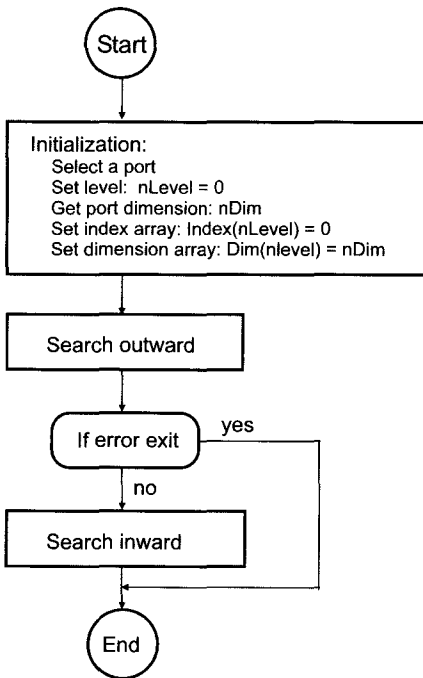 Start
Initialization:
Select a port
Set level: nLevel = 0
Get port dimension: nDim
Set index array: Index(nLevel) = 0
Set dimension array: Dim(nlevel) = nDim
Search outward
If error exit
yes
no
Search inward
End